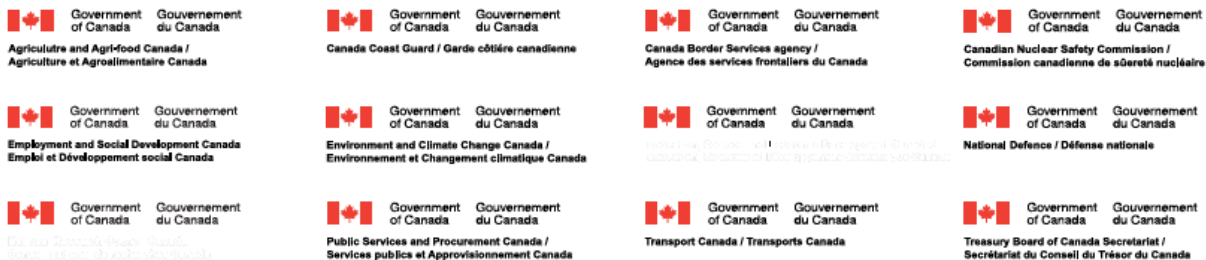 Government Gouvernement
of Canada du Canada
Agriculutre and Agri-food Canada /
Agriculture et Agroalimentaire Canada
Government Gouvernement
of Canada du Canada
Canada Coast Guard / Garde côtiére canadienne
Government Gouvernement
of Canada du Canada
Canada Border Services agency /
Agence des services frontaliers du Canada
Government Gouvernement
of Canada du Canada
Canadian Nuclear Safety Commission /
Commission canadienne de süereté nucléaire
Government Gouvernement
of Canada du Canada
Employment and Social Development Canada
Emploi et Développement social Canada
Government Gouvernement
of Canada du Canada
Environment and Climate Change Canada /
Environnement et Changement climatique Canada
Government Gouvernement
of Canada du Canada
Government Gouvernement
of Canada du Canada
National Defence / Défense nationale
Government Gouvernement
of Canada du Canada
Government Gouvernement
of Canada du Canada
Public Services and Procurement Canada /
Services publics et Approvisionnement Canada
Government Gouvernement
of Canada du Canada
Transport Canada / Transports Canada
Government Gouvernement
of Canada du Canada
Treasury Board of Canada Secretariat /
Secrétariat du Conseil du Trésor du Canada